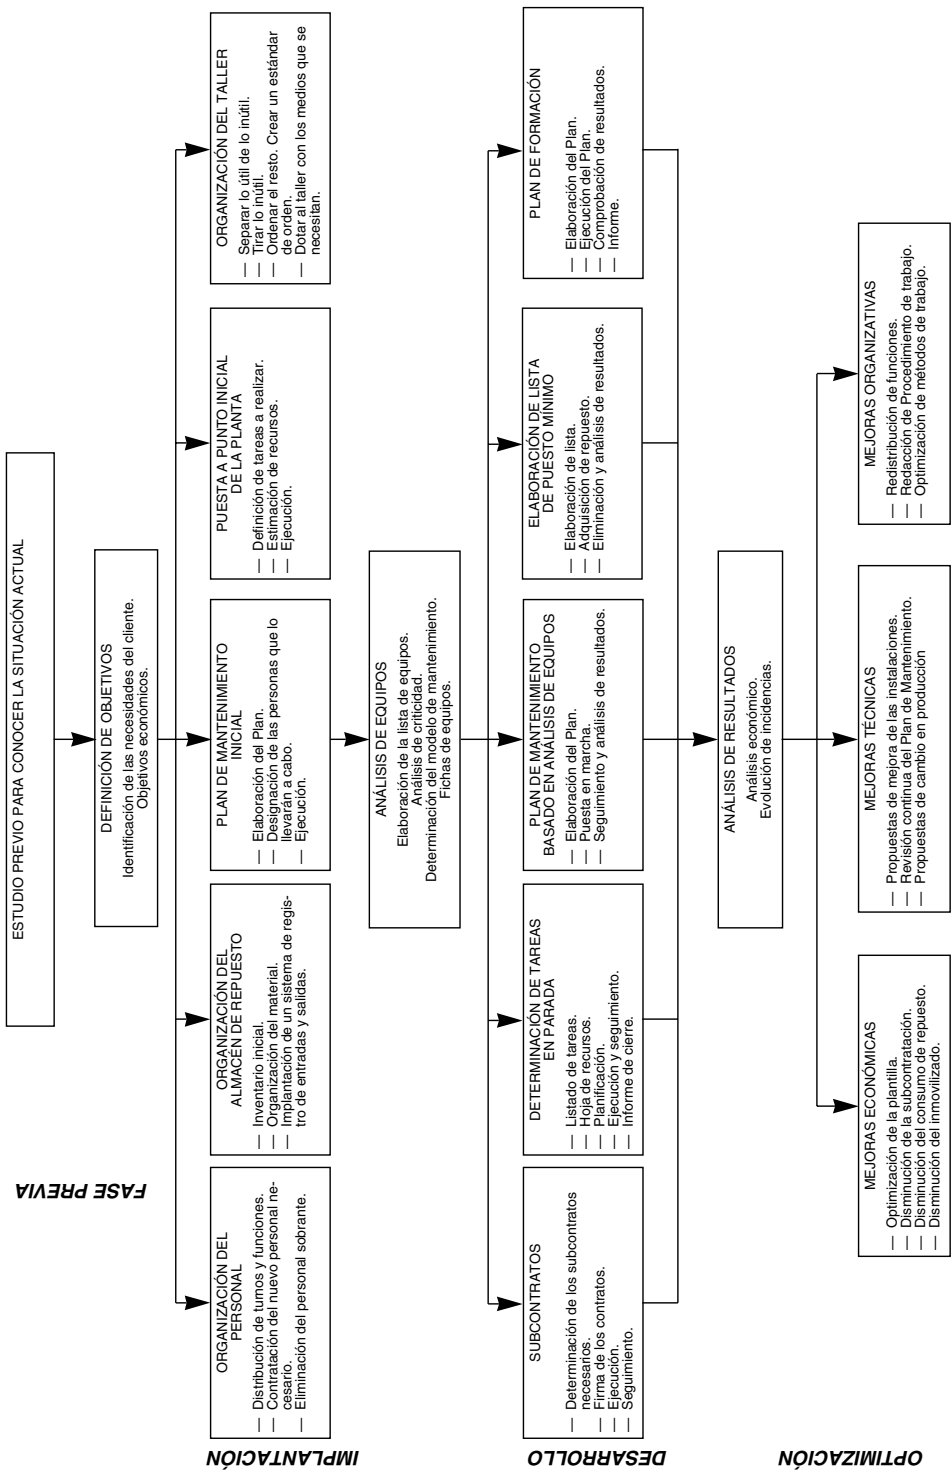 FASE PREVIA
ESTUDIO PREVIO PARA CONOCER LA SITUACIÓN ACTUAL
DEFINICIÓN DE OBJETIVOS
Identificación de las necesidades del cliente.
Objetivos económicos.
IMPLANTACIÓN
ORGANIZACIÓN DEL
PERSONAL
— Distribución de turnos y funciones.
— Contratación del nuevo personal ne-
cesario.
— Eliminación del personal sobrante.
ORGANIZACIÓN DEL
ALMACÉN DE REPUESTO
— Inventario inicial.
— Organización del material.
— Implantación de un sistema de regis-
tro de entradas y salidas.
PLAN DE MANTENIMIENTO
INICIAL
— Elaboración del Plan.
— Designación de las personas que lo
llevarán a cabo.
— Ejecución.
PUESTA A PUNTO INICIAL
DE LA PLANTA
— Definición de tareas a realizar.
— Estimación de recursos.
— Ejecución.
ORGANIZACIÓN DEL TALLER
— Separar lo útil de lo inútil.
— Tirar lo inútil.
— Ordenar el resto. Crear un estándar
de orden.
— Dotar al taller con los medios que se
necesitan.
ANÁLISIS DE EQUIPOS
Elaboración de la lista de equipos.
Análisis de criticidad.
Determinación del modelo de mantenimiento.
Fichas de equipos.
DESARROLLO
SUBCONTRATOS
— Determinación de los subcontratos
necesarios.
— Firma de los contratos.
— Ejecución.
— Seguimiento.
DETERMINACIÓN DE TAREAS
EN PARADA
— Listado de tareas.
— Hoja de recursos.
— Planificación.
— Ejecución y seguimiento.
— Informe de cierre.
PLAN DE MANTENIMIENTO
BASADO EN ANÁLISIS DE EQUIPOS
— Elaboración del Plan.
— Puesta en marcha.
— Seguimiento y análisis de resultados.
ELABORACIÓN DE LISTA
DE PUESTO MÍNIMO
— Elaboración de lista.
— Adquisición de repuesto.
— Eliminación y análisis de resultados.
PLAN DE FORMACIÓN
— Elaboración del Plan.
— Ejecución del Plan.
— Comprobación de resultados.
— Informe.
ANÁLISIS DE RESULTADOS
Análisis económico.
Evolución de incidencias.
OPTIMIZACIÓN
MEJORAS ECONÓMICAS
— Optimización de la plantilla.
— Disminución de la subcontratación.
— Disminución del consumo de repuesto.
— Disminución del inmovilizado.
MEJORAS TÉCNICAS
— Propuestas de mejora de las instalaciones.
— Revisión continua del Plan de Mantenimiento.
— Propuestas de cambio en producción
MEJORAS ORGANIZATIVAS
— Redistribución de funciones.
— Redacción de Procedimiento de trabajo.
— Optimización de métodos de trabajo.